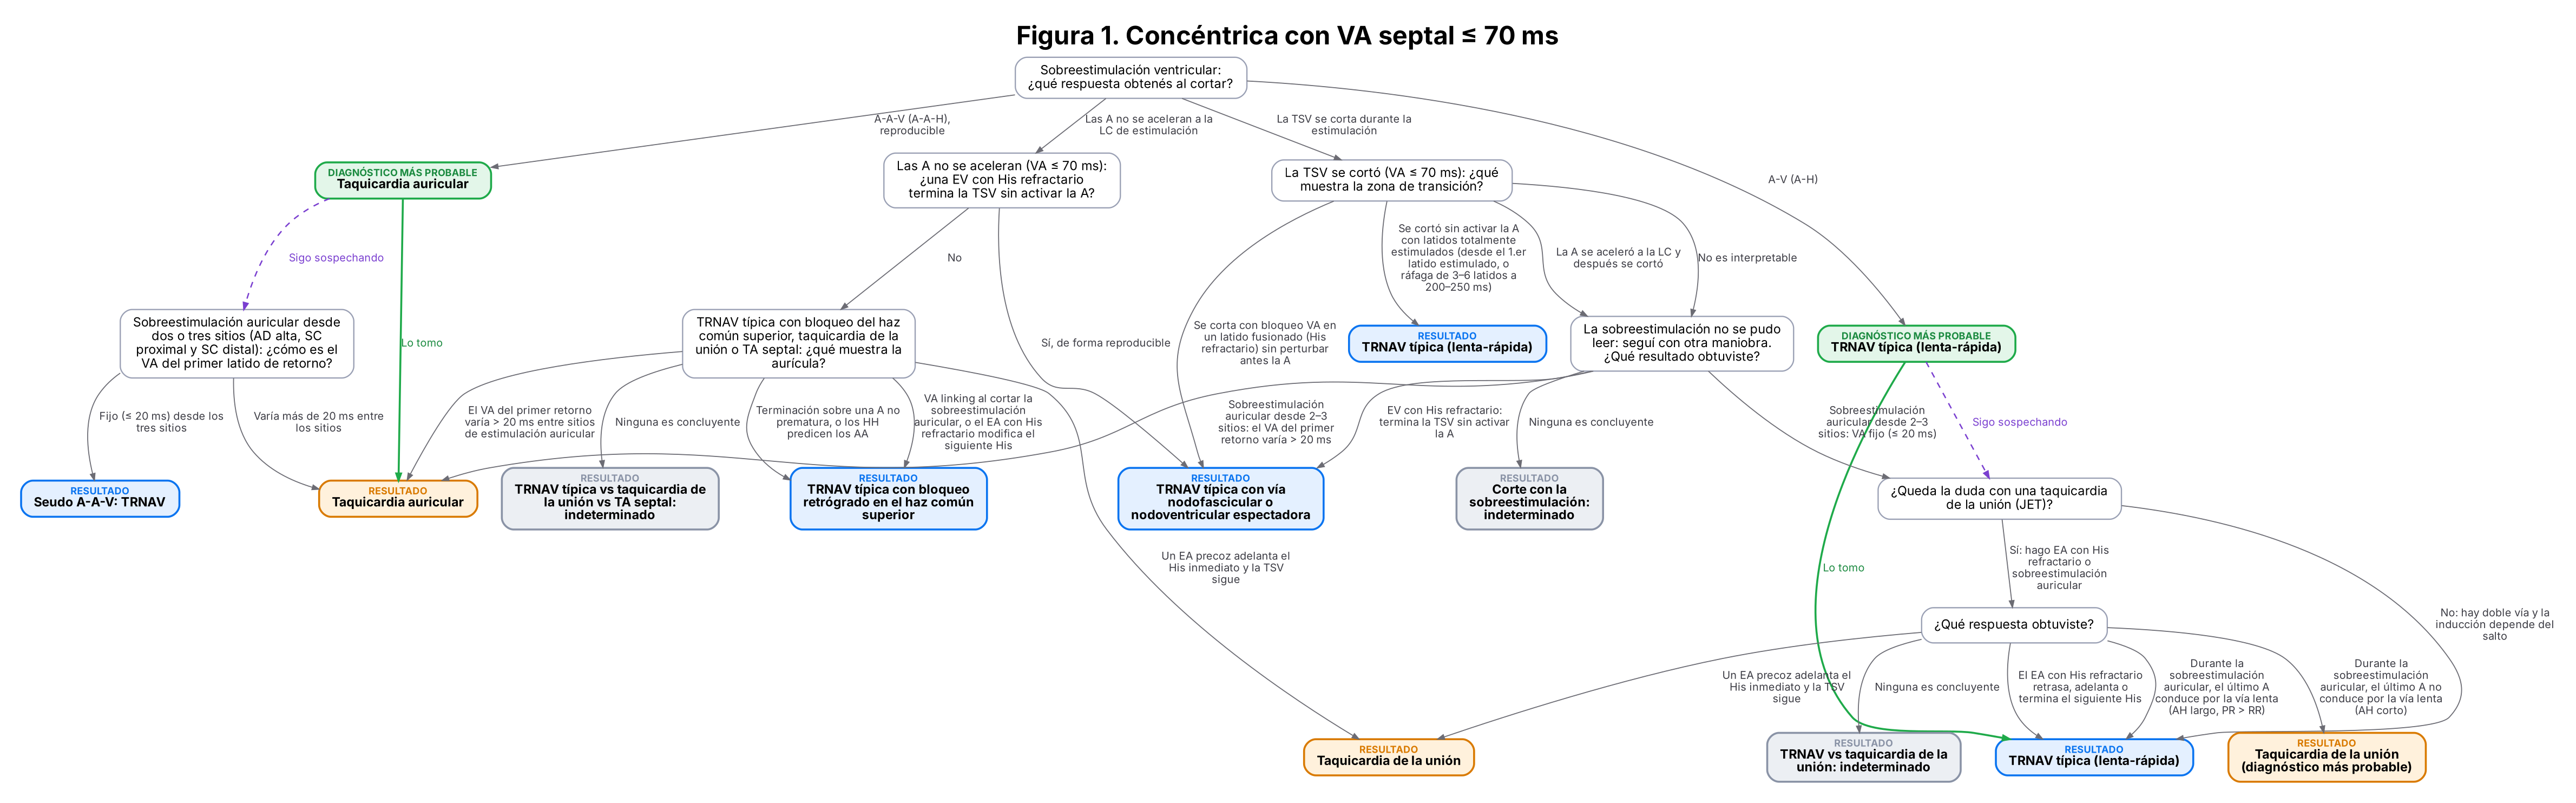 Figura 1. Concéntrica con VA septal ≤ 70 ms
Sobreestimulación ventricular:
¿qué respuesta obtenés al cortar?
A-A-V (A-A-H),
reproducible
Las A no se aceleran a la
LC de estimulación
La TSV se corta durante la
estimulación
A-V (A-H)
DIAGNÓSTICO MÁS PROBABLE
Taquicardia auricular
Las A no se aceleran (VA ≤ 70 ms):
¿una EV con His refractario
termina la TSV sin activar la A?
La TSV se cortó (VA ≤ 70 ms): ¿qué
muestra la zona de transición?
Sigo sospechando
Lo tomo
No
Sí, de forma reproducible
Se corta con bloqueo VA en
un latido fusionado (His
refractario) sin perturbar
antes la A
Se cortó sin activar la A
con latidos totalmente
estimulados (desde el 1.er
latido estimulado, o
ráfaga de 3–6 latidos a
200–250 ms)
La A se aceleró a la LC y
después se cortó
No es interpretable
Sobreestimulación auricular desde
dos o tres sitios (AD alta, SC
proximal y SC distal): ¿cómo es el
VA del primer latido de retorno?
TRNAV típica con bloqueo del haz
común superior, taquicardia de la
unión o TA septal: ¿qué muestra la
aurícula?
RESULTADO
TRNAV típica (lenta-rápida)
La sobreestimulación no se pudo
leer: seguí con otra maniobra.
¿Qué resultado obtuviste?
DIAGNÓSTICO MÁS PROBABLE
TRNAV típica (lenta-rápida)
Fijo (≤ 20 ms) desde los
tres sitios
Varía más de 20 ms entre
los sitios
El VA del primer retorno
varía > 20 ms entre sitios
de estimulación auricular
Ninguna es concluyente
Terminación sobre una A no
prematura, o los HH
predicen los AA
VA linking al cortar la
sobreestimulación
auricular, o el EA con His
refractario modifica el
siguiente His
Sobreestimulación
auricular desde 2–3
sitios: el VA del primer
retorno varía > 20 ms
EV con His refractario:
termina la TSV sin activar
la A
Ninguna es concluyente
Sobreestimulación
auricular desde 2–3
sitios: VA fijo (≤ 20 ms)
Sigo sospechando
RESULTADO
Seudo A-A-V: TRNAV
RESULTADO
Taquicardia auricular
RESULTADO
TRNAV típica vs taquicardia de
la unión vs TA septal:
indeterminado
RESULTADO
TRNAV típica con bloqueo
retrógrado en el haz común
superior
RESULTADO
TRNAV típica con vía
nodofascicular o
nodoventricular espectadora
RESULTADO
Corte con la
sobreestimulación:
indeterminado
¿Queda la duda con una taquicardia
de la unión (JET)?
Un EA precoz adelanta el
His inmediato y la TSV
sigue
Lo tomo
Sí: hago EA con His
refractario o
sobreestimulación
auricular
No: hay doble vía y la
inducción depende del
salto
¿Qué respuesta obtuviste?
Un EA precoz adelanta el
His inmediato y la TSV
sigue
Ninguna es concluyente
El EA con His refractario
retrasa, adelanta o
termina el siguiente His
Durante la
sobreestimulación
auricular, el último A
conduce por la vía lenta
(AH largo, PR > RR)
Durante la
sobreestimulación
auricular, el último A no
conduce por la vía lenta
(AH corto)
RESULTADO
Taquicardia de la unión
RESULTADO
TRNAV vs taquicardia de la
unión: indeterminado
RESULTADO
TRNAV típica (lenta-rápida)
RESULTADO
Taquicardia de la unión
(diagnóstico más probable)